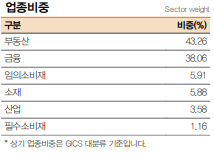 업종비중 Sector weight
구분 비중(%)
부동산 43.26
금융 38.06
임의소비재 5.91
소재 5.88
산업 3.58
필수소비재 1.16
* 상기 업종비중은 GICS 대분류 기준입니다.